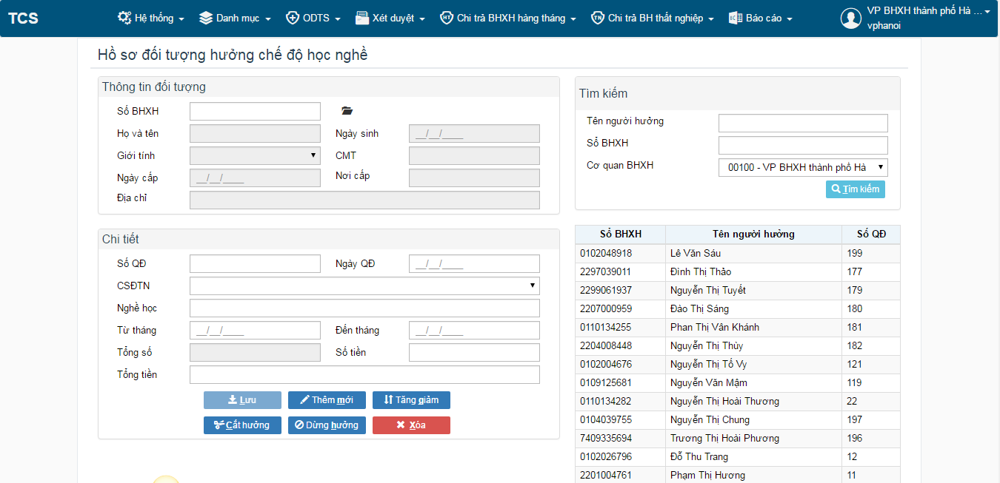 TCS
Hệ thống
Danh mục
ODTS
Xét duyệt
Chi trả BHXH hàng tháng
Chi trả BH thất nghiệp
Báo cáo
VP BHXH thành phố Hà ...
vphanoi
Hồ sơ đối tượng hưởng chế độ học nghề
Thông tin đối tượng
Số BHXH
Họ và tên
Ngày sinh __/__/____
Giới tính
CMT
Ngày cấp __/__/____
Nơi cấp
Địa chỉ
Chi tiết
Số QĐ
Ngày QĐ __/__/____
CSĐTN
Nghề học
Từ tháng __/__/____
Đến tháng __/__/____
Tổng số
Số tiền
Tổng tiền
Lưu
Thêm mới
Tăng giảm
Cắt hưởng
Dừng hưởng
Xóa
Tìm kiếm
Tên người hưởng
Sổ BHXH
Cơ quan BHXH 00100 - VP BHXH thành phố Hà
Tìm kiếm
Số BHXH Tên người hưởng Số QĐ
0102048918 Lê Văn Sáu 199
2297039011 Đinh Thị Thảo 177
2299061937 Nguyễn Thị Tuyết 179
2207000959 Đào Thị Sáng 180
0110134255 Phan Thị Vân Khánh 181
2204008448 Nguyễn Thị Thủy 182
0102004676 Nguyễn Thị Tố Vy 121
0109125681 Nguyễn Văn Mậm 119
0110134282 Nguyễn Thị Hoài Thương 22
0104039755 Nguyễn Thị Chung 197
7409335694 Trương Thị Hoài Phương 196
0102026796 Đỗ Thu Trang 12
2201004761 Phạm Thị Hương 11